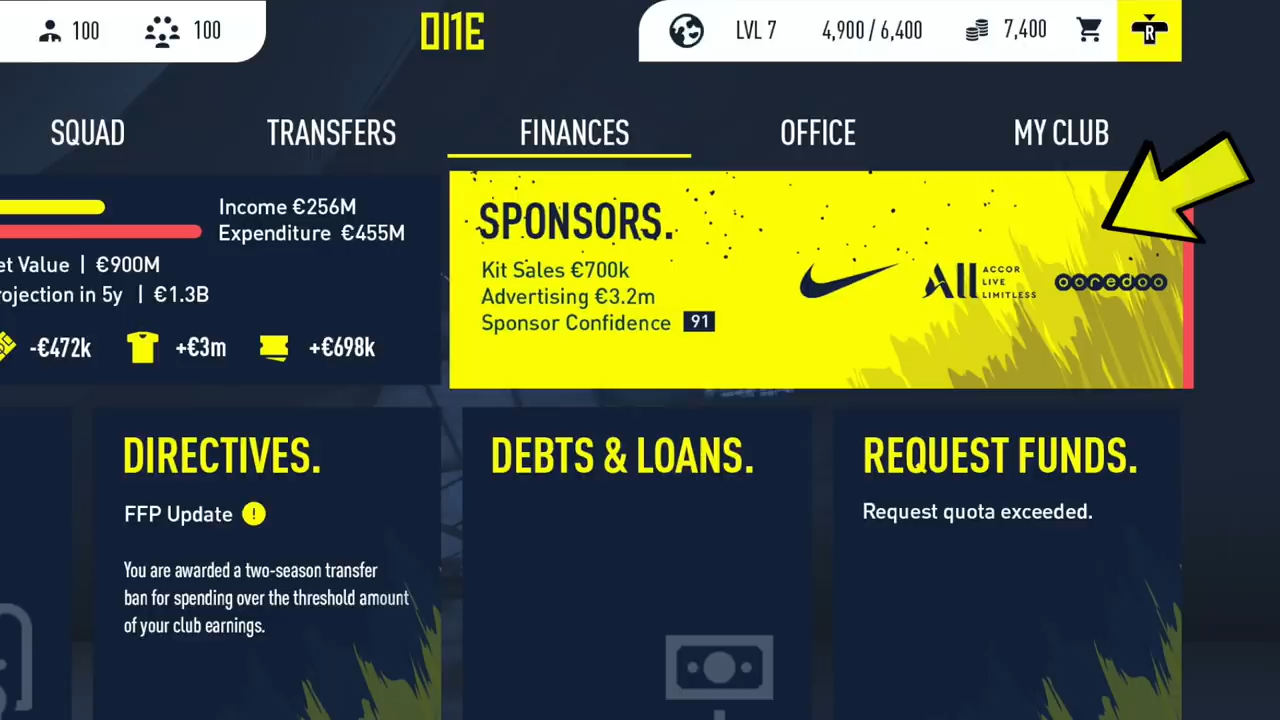 100
100
O11E
LVL 7
4,900 / 6,400
7,400
R
SQUAD
TRANSFERS
FINANCES
OFFICE
MY CLUB
Income €256M
Expenditure €455M
et Value | €900M
rojection in 5y | €1.3B
-€472k
+€3m
+€698k
SPONSORS.
Kit Sales €700k
Advertising €3.2m
Sponsor Confidence 91
All
ACCOR
LIVE
LIMITLESS
ooredoo
DIRECTIVES.
FFP Update !
You are awarded a two-season transfer
ban for spending over the threshold amount
of your club earnings.
DEBTS & LOANS.
REQUEST FUNDS.
Request quota exceeded.